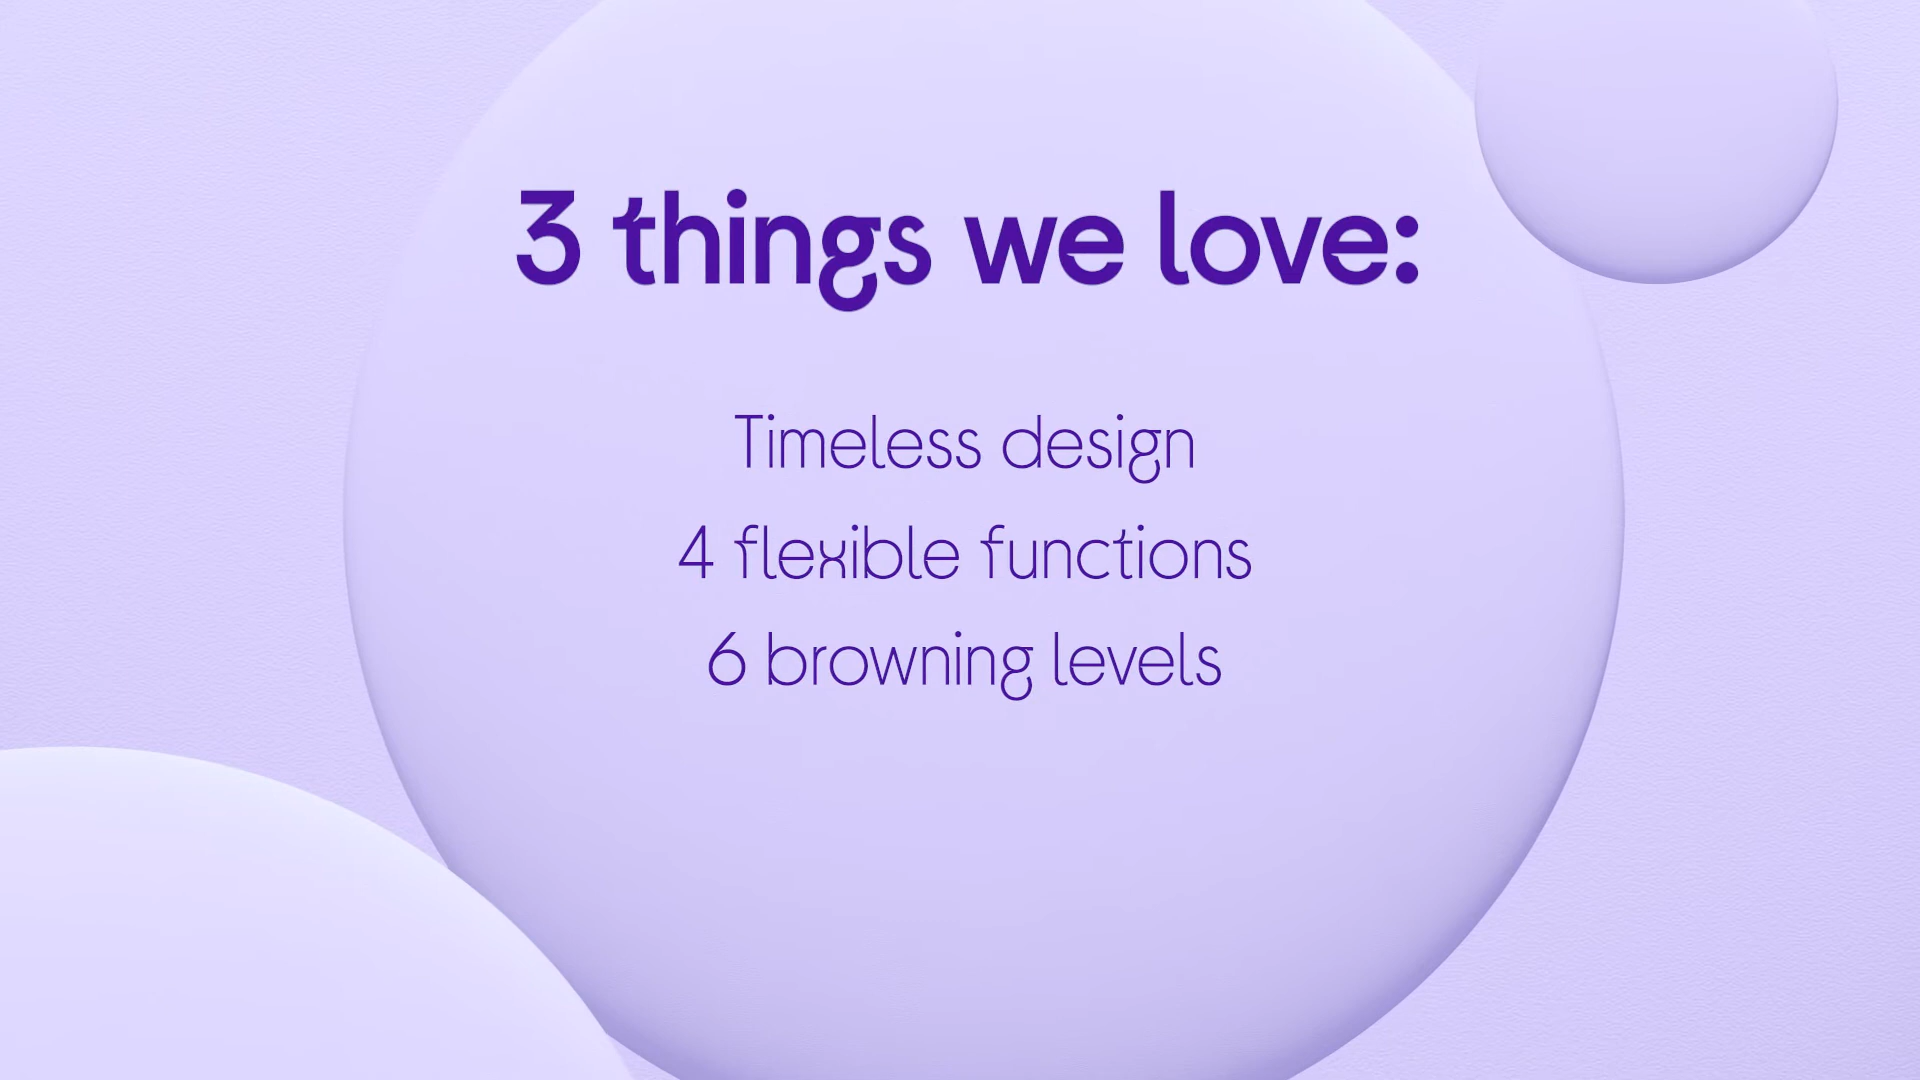 3 things we love:
Timeless design
4 flexible functions
6 browning levels